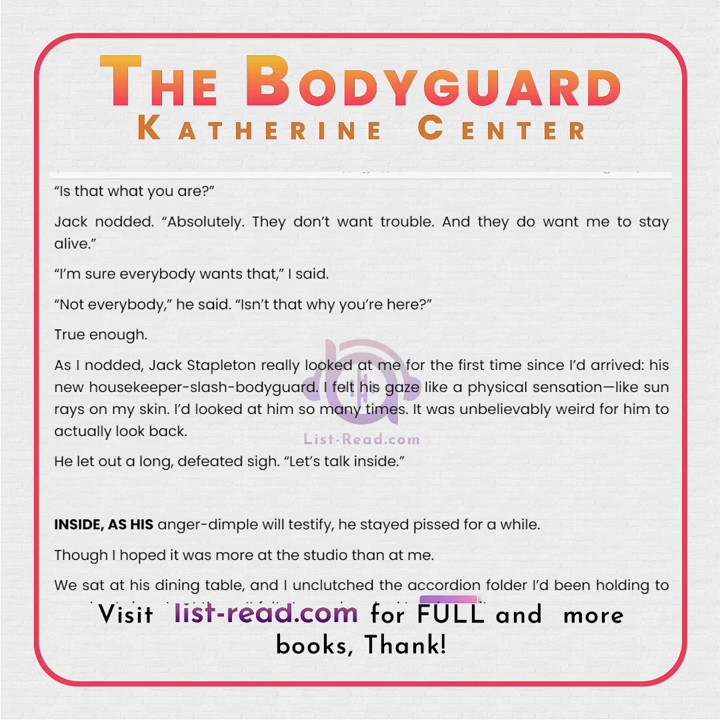 THE BODYGUARD
KATHERINE CENTER
“Is that what you are?”
Jack nodded. “Absolutely. They don’t want trouble. And they do want me to stay
alive.”
“I’m sure everybody wants that,” I said.
“Not everybody,” he said. “Isn’t that why you’re here?”
True enough.
As I nodded, Jack Stapleton really looked at me for the first time since I’d arrived: his
new housekeeper-slash-bodyguard. I felt his gaze like a physical sensation—like sun
rays on my skin. I’d looked at him so many times. It was unbelievably weird for him to
actually look back.
List-Read.com
He let out a long, defeated sigh. “Let’s talk inside.”
INSIDE, AS HIS anger-dimple will testify, he stayed pissed for a while.
Though I hoped it was more at the studio than at me.
We sat at his dining table, and I unclutched the accordion folder I’d been holding to
Visit list-read.com for FULL and more
books, Thank!